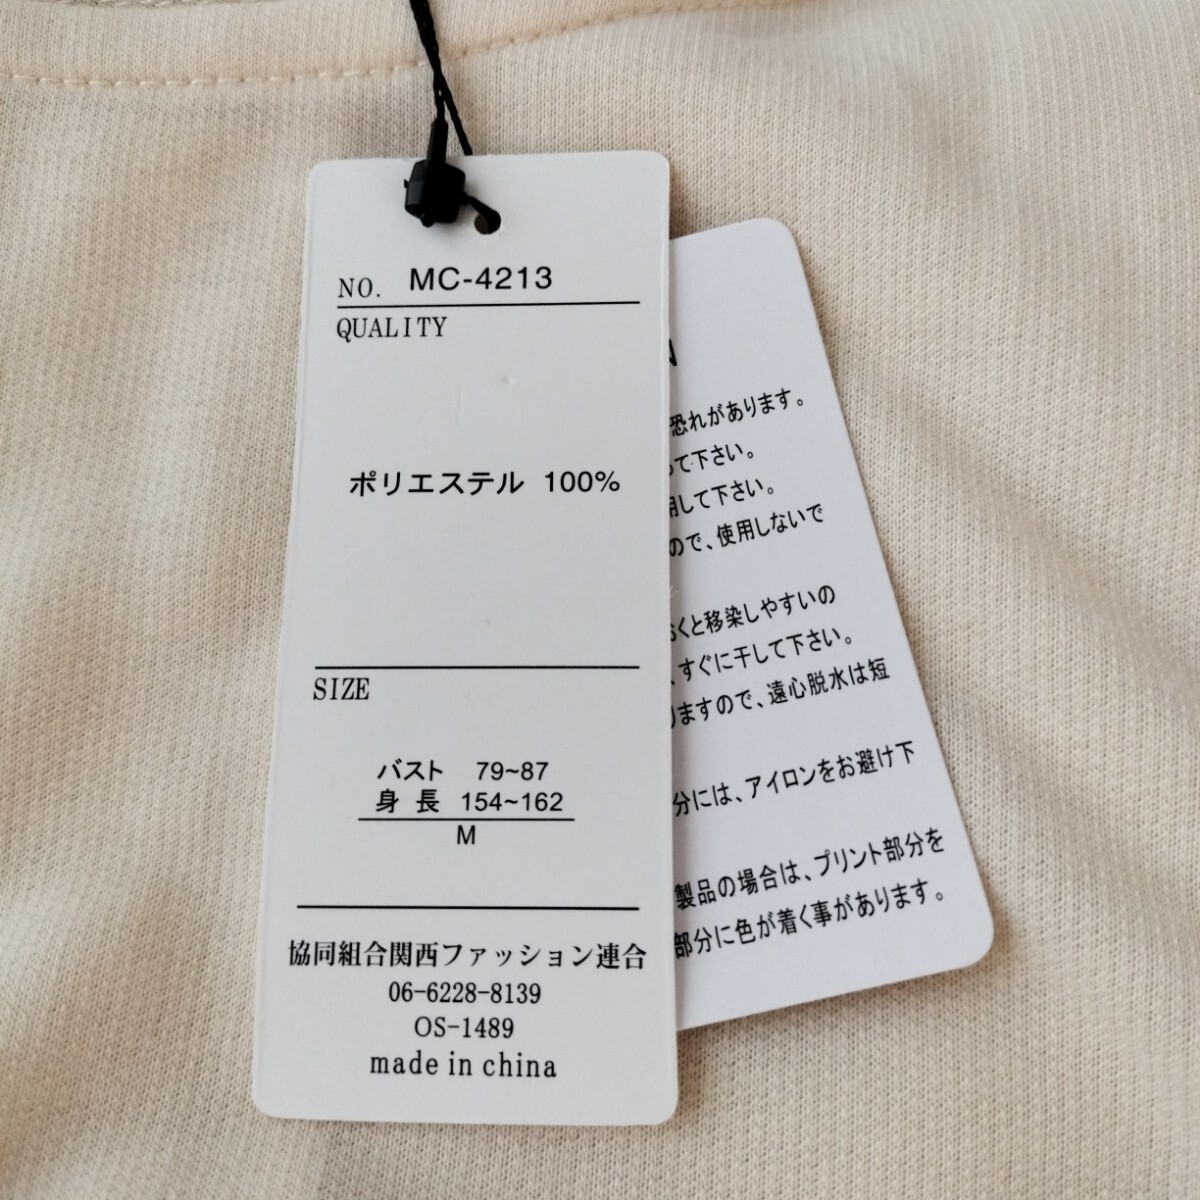 NO. MC-4213
QUALITY
ポリエステル 100%
SIZE
バスト 79~87
身長 154~162
M
協同組合関西ファッション連合
06-6228-8139
OS-1489
made in china
N
恐れがあります。
て下さい。
用して下さい。
ので、使用しないで
おくと移染しやすいの
、すぐに干して下さい。
りますので、遠心脱水は短
分には、アイロンをお避け下
製品の場合は、プリント部分を
部分に色が着く事があります。